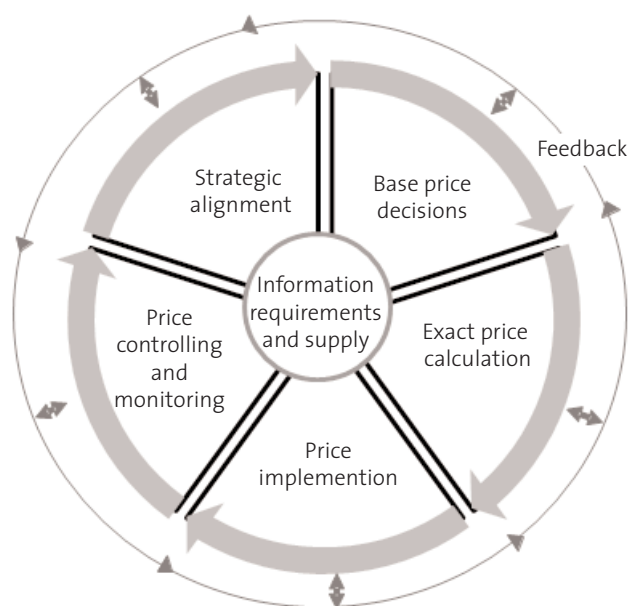 Feedback
Strategic
alignment
Base price
decisions
Information
requirements
and supply
Price
controlling
and
monitoring
Exact price
calculation
Price
implemention